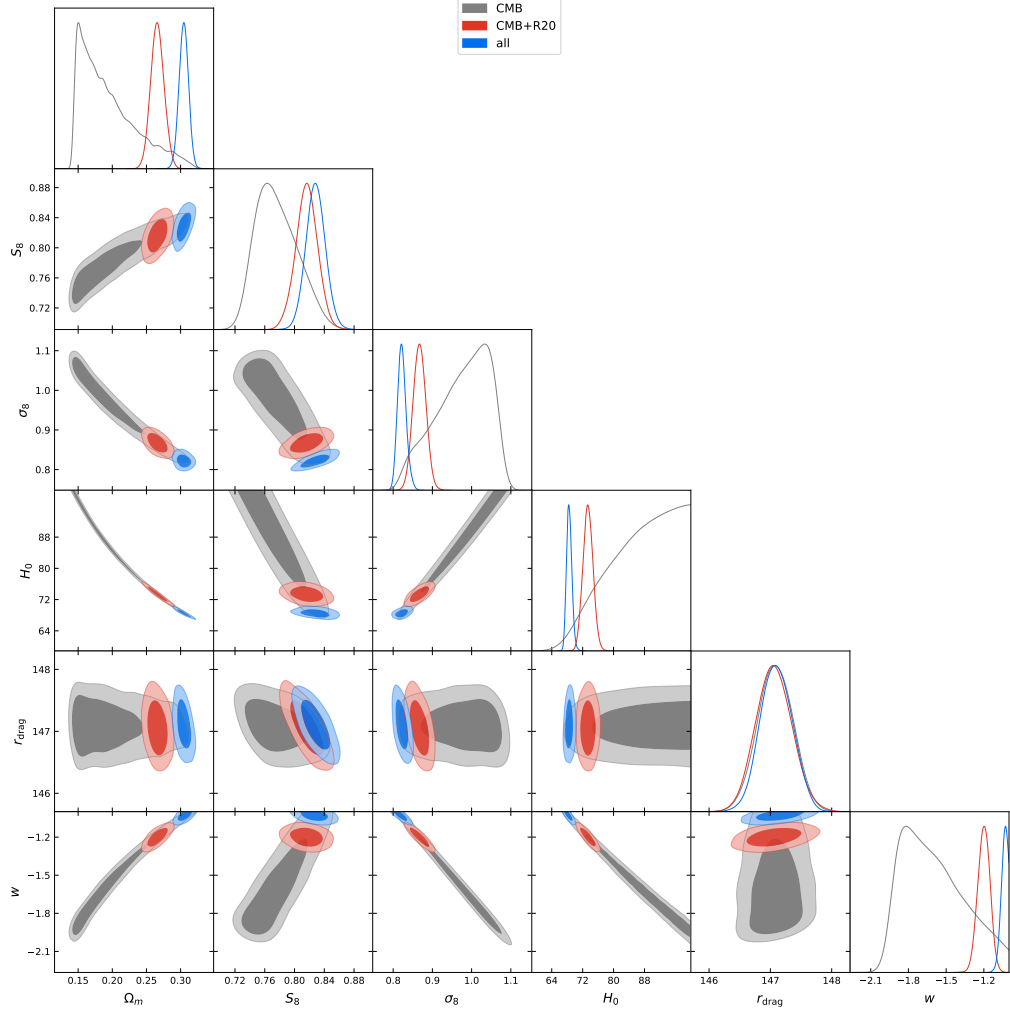 CMB
CMB+R20
all
0.88
0.84
0.80
0.76
0.72
S₈
1.1
1.0
0.9
0.8
σ₈
88
80
72
64
H₀
148
147
146
r_drag
−1.2
−1.5
−1.8
−2.1
w
0.15 0.20 0.25 0.30
0.72 0.76 0.80 0.84 0.88
0.8 0.9 1.0 1.1
64 72 80 88
146 147 148
−2.1 −1.8 −1.5 −1.2
Ω_m
S₈
σ₈
H₀
r_drag
w